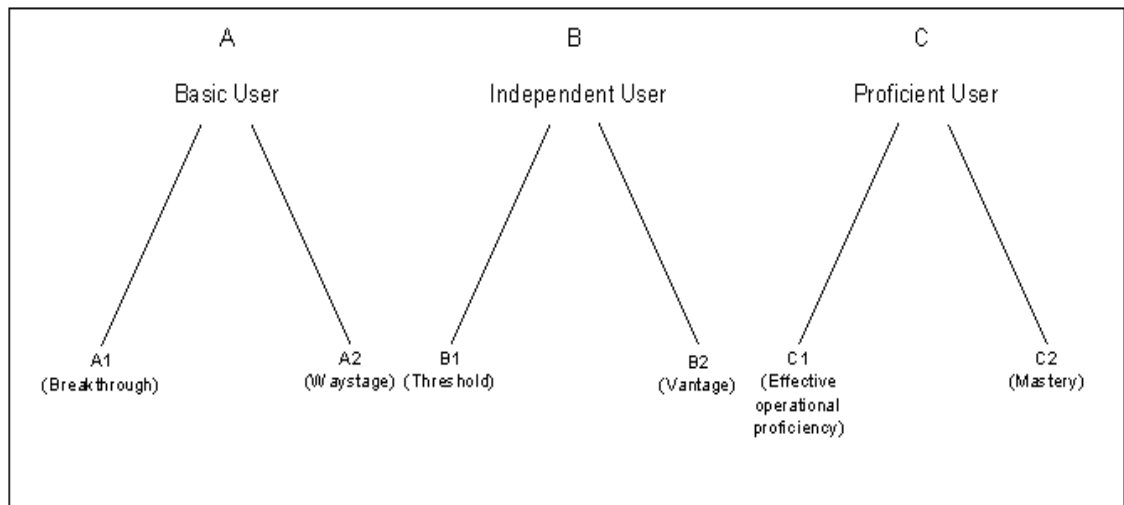 A
Basic User
A1
(Breakthrough)
A2
(Waystage)
B
Independent User
B1
(Threshold)
B2
(Vantage)
C
Proficient User
C1
(Effective
operational
proficiency)
C2
(Mastery)